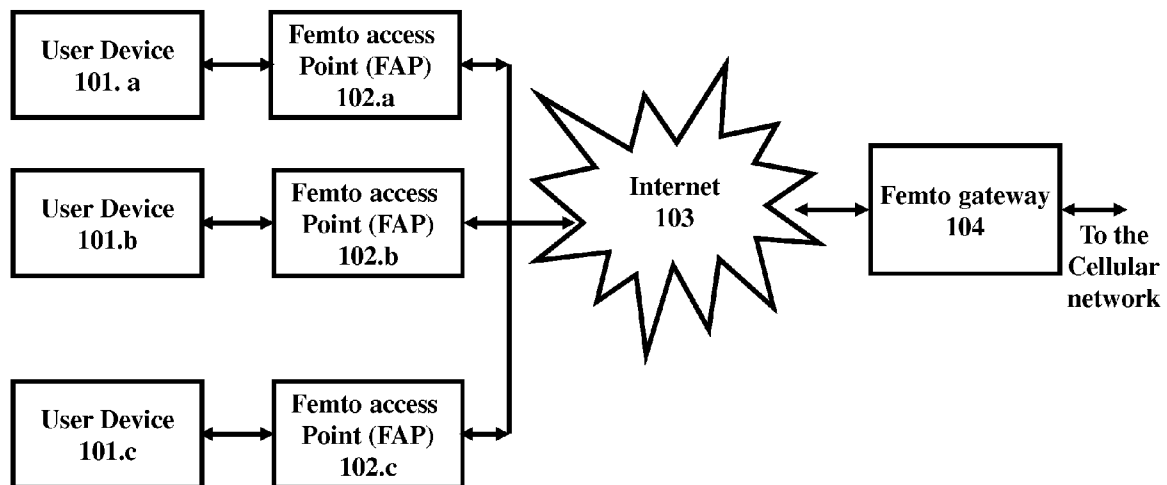 User Device
101. a
Femto access
Point (FAP)
102.a
User Device
101.b
Femto access
Point (FAP)
102.b
Internet
103
Femto gateway
104
To the
Cellular
network
User Device
101.c
Femto access
Point (FAP)
102.c